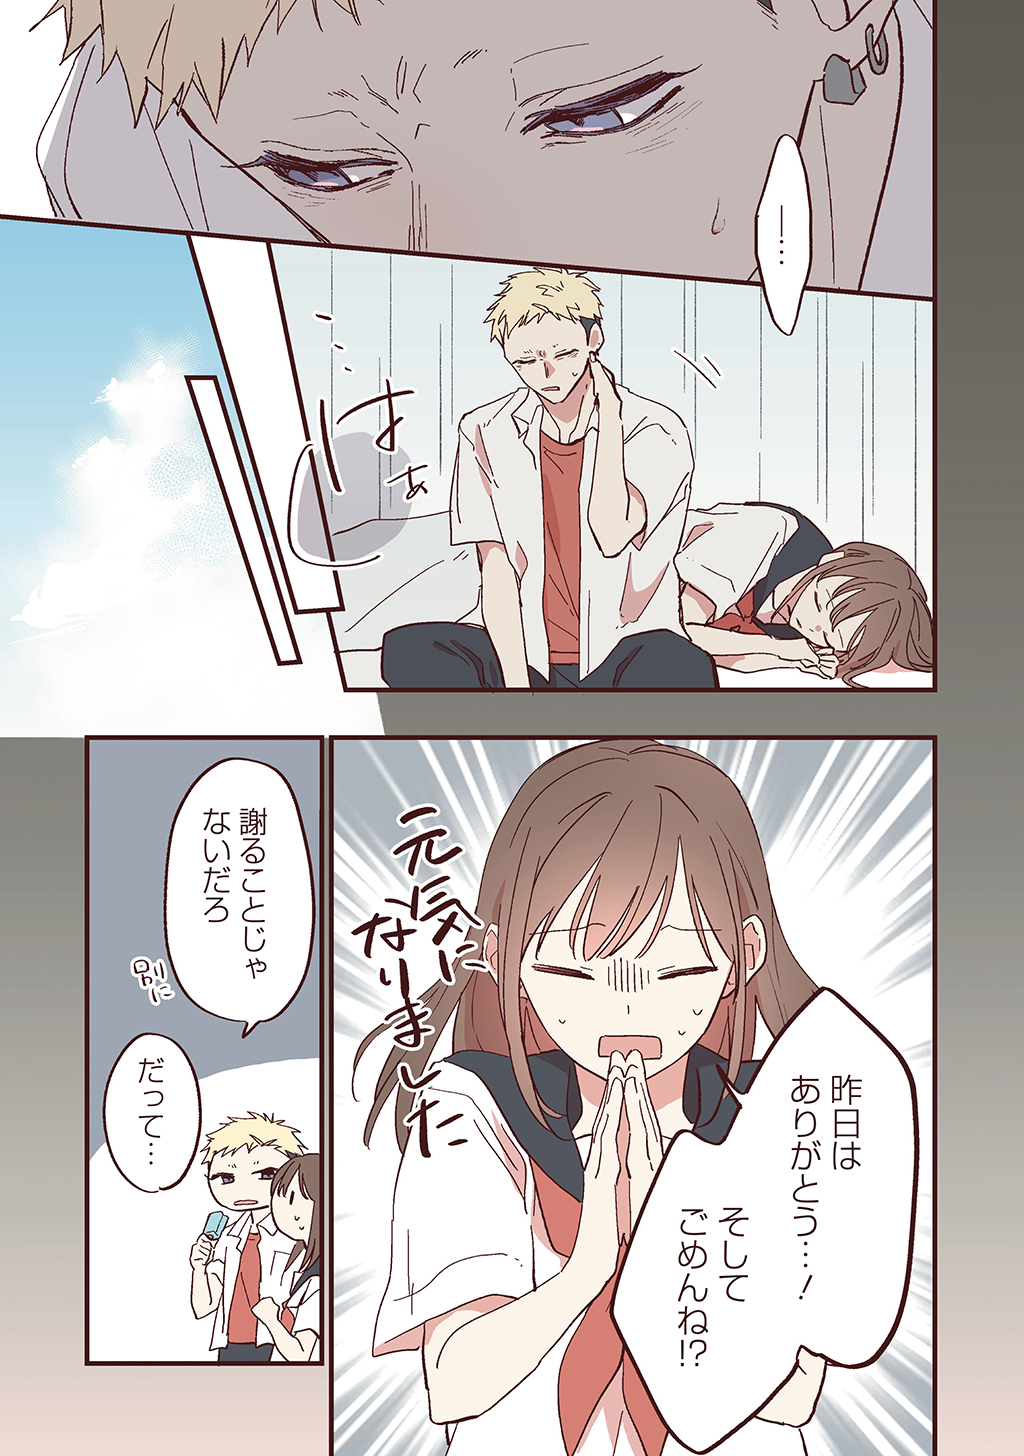 ―…
はぁ
元気に
なりました
昨日は
ありがとう…！
そして
ごめんね!?
謝ることじゃ
ないだろ
別に
だって…